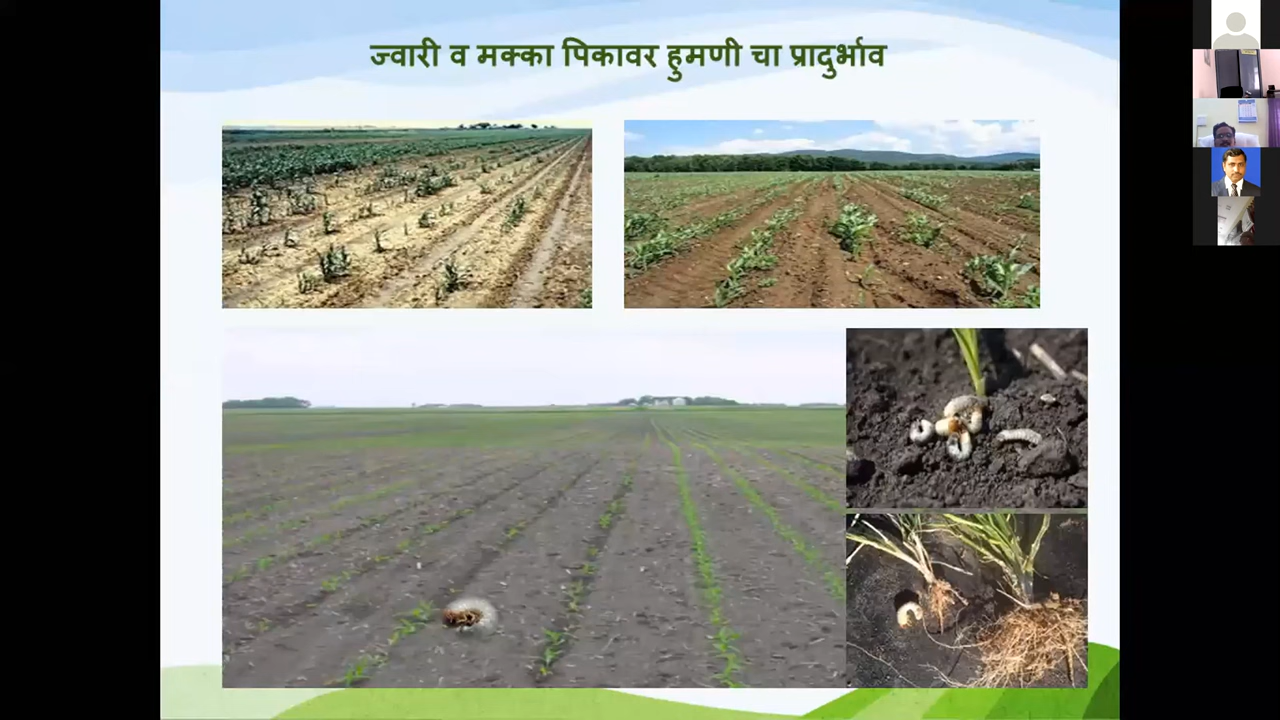 ज्वारी व मक्का पिकावर हुमणी चा प्रादुर्भाव